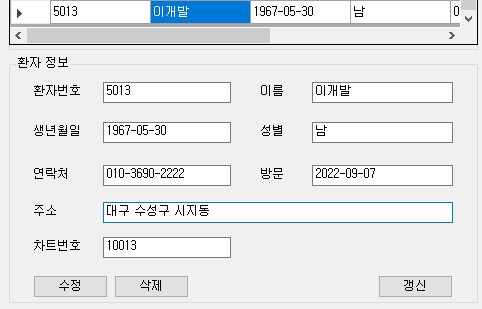 5013 이개발 1967-05-30 남 0
환자 정보
환자번호 5013 이름 이개발
생년월일 1967-05-30 성별 남
연락처 010-3690-2222 방문 2022-09-07
주소 대구 수성구 시지동
차트번호 10013
수정 삭제 갱신